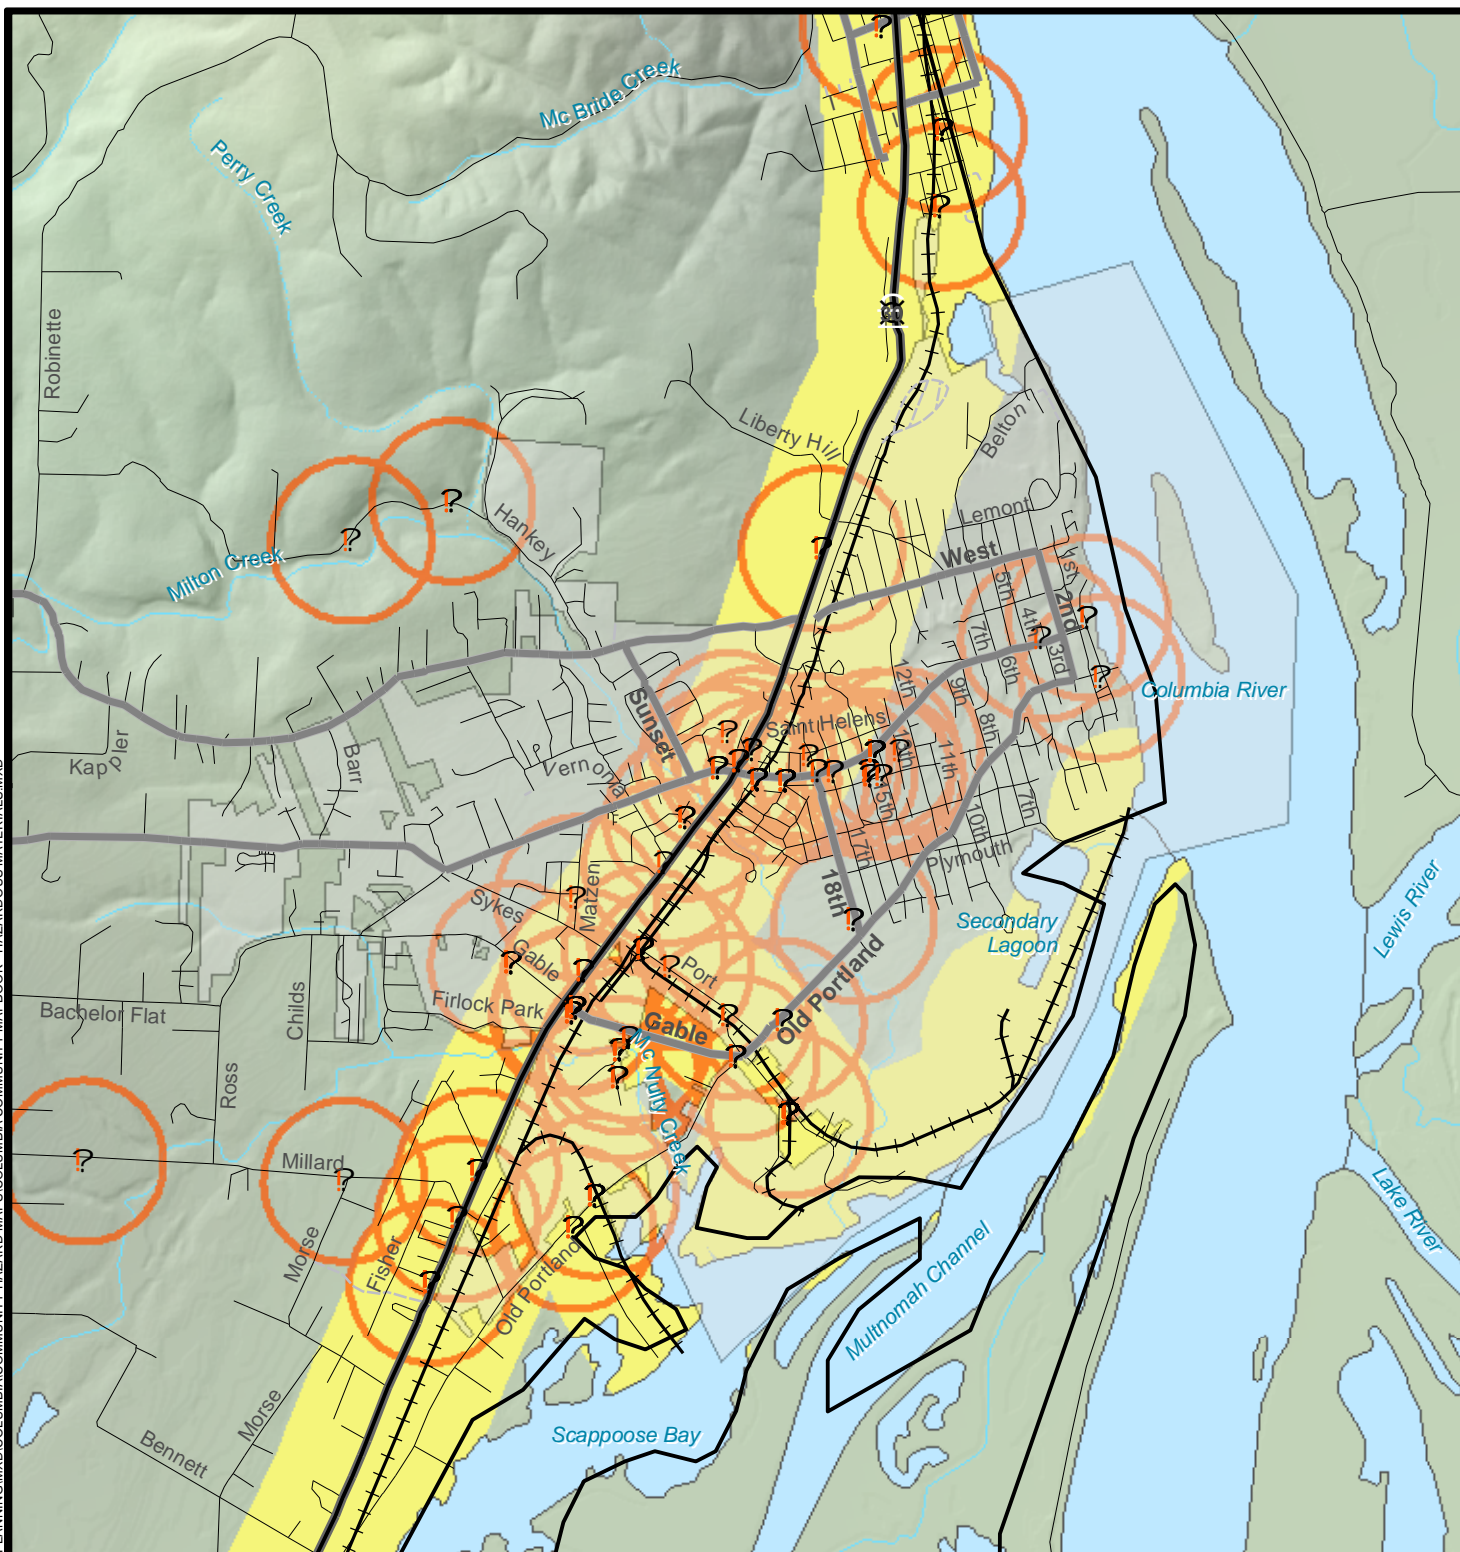 Mc Bride Creek
Perry Creek
Robinette
Liberty Hill
Belton
Hankey
Lemont
West
1st
Milton Creek
5th
4th
2nd
7th
3rd
6th
12th
9th
Columbia River
Sunset
Saint Helens
8th
Kappler
Barr
Vernonia
11th
15th
7th
10th
17th
Plymouth
18th
Matzen
Sykes
Secondary
Lagoon
Lewis River
Gable
Port
Firlock Park
Old Portland
Bachelor Flat
Childs
Gable
Mc Nulty Creek
Ross
Millard
Lake River
Morse
Fisher
Old Portland
Multnomah Channel
Morse
Scappoose Bay
Bennett